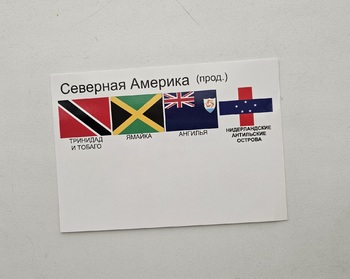 Северная Америка (прод.)
ТРИНИДАД
И ТОБАГО
ЯМАЙКА
АНГИЛЬЯ
НИДЕРЛАНДСКИЕ
АНТИЛЬСКИЕ
ОСТРОВА